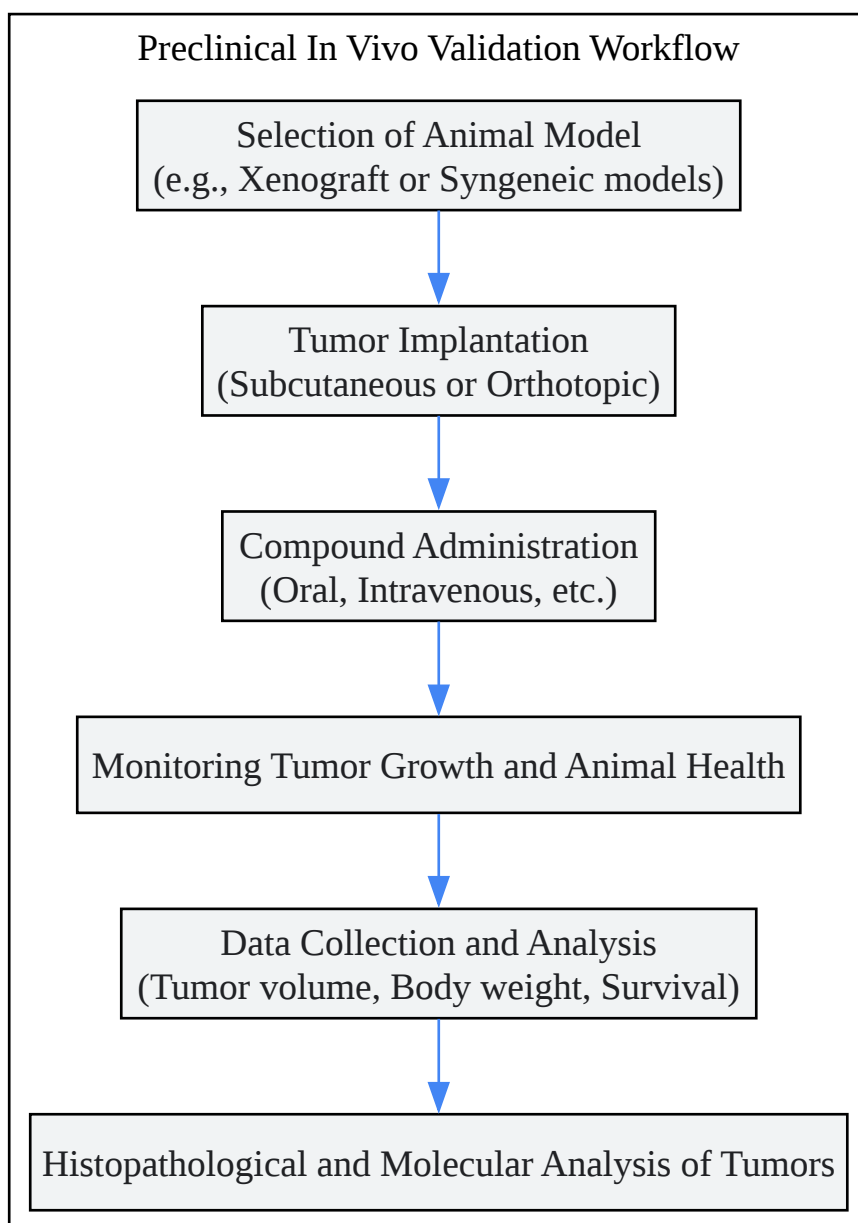 Preclinical In Vivo Validation Workflow
Selection of Animal Model
(e.g., Xenograft or Syngeneic models)
Tumor Implantation
(Subcutaneous or Orthotopic)
Compound Administration
(Oral, Intravenous, etc.)
Monitoring Tumor Growth and Animal Health
Data Collection and Analysis
(Tumor volume, Body weight, Survival)
Histopathological and Molecular Analysis of Tumors